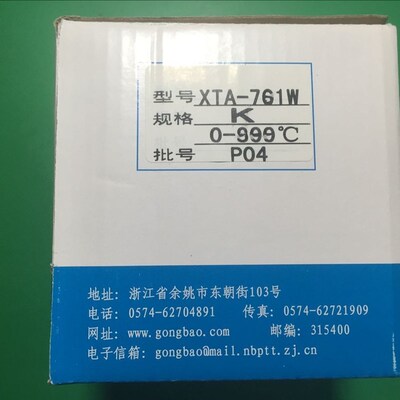 型号 XTA-761W
规格 K
0-999℃
批号 P04
地址: 浙江省余姚市东朝街103号
电话: 0574-62704891 传真: 0574-62721909
网址: www.gongbao.com 邮编: 315400
电子信箱: gongbao@mail.nbptt.zj.cn